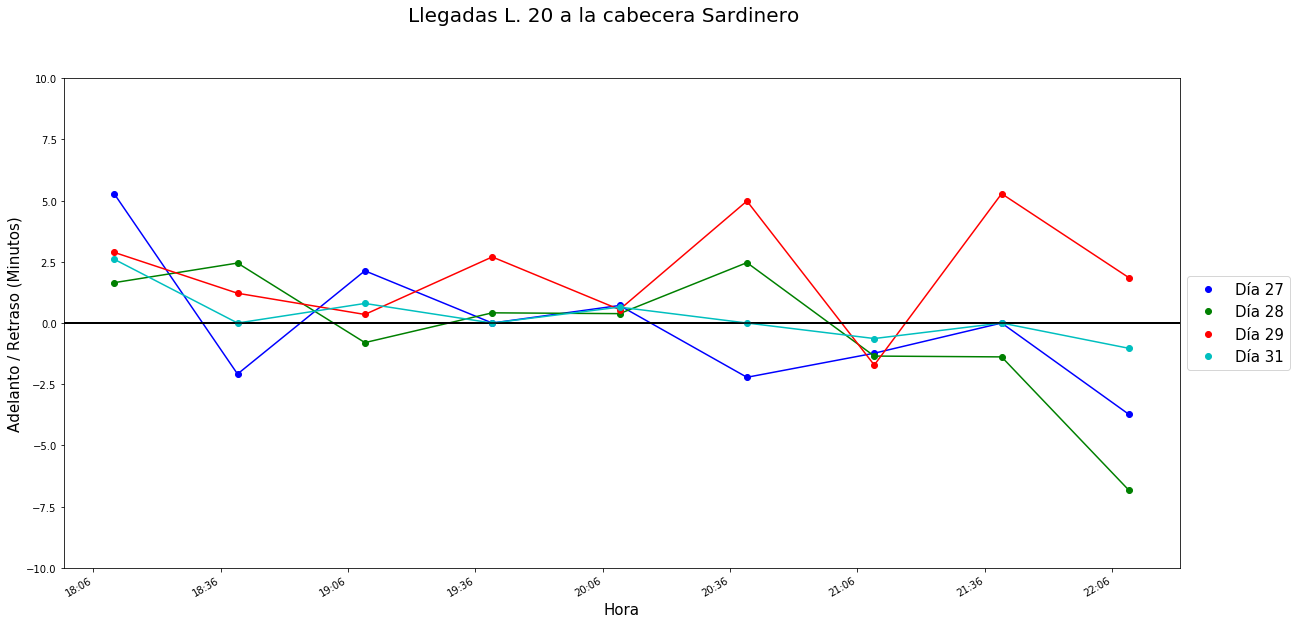 Llegadas L. 20 a la cabecera Sardinero
Adelanto / Retraso (Minutos)
10.0
7.5
5.0
2.5
0.0
−2.5
−5.0
−7.5
−10.0
18:06
18:36
19:06
19:36
20:06
20:36
21:06
21:36
22:06
Hora
Día 27
Día 28
Día 29
Día 31